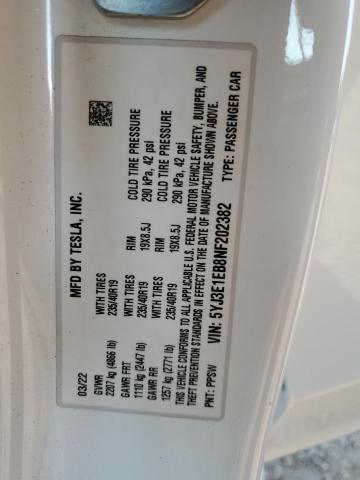 MFD BY TESLA, INC.
03/22
GVWR
2207 kg (4866 lb)
WITH TIRES
235/40R19
RIM
19X8.5J
COLD TIRE PRESSURE
290 kPa, 42 psi
GAWR FRT
1110 kg (2447 lb)
WITH TIRES
235/40R19
RIM
19X8.5J
COLD TIRE PRESSURE
290 kPa, 42 psi
GAWR RR
1257 kg (2771 lb)
THIS VEHICLE CONFORMS TO ALL APPLICABLE U.S. FEDERAL MOTOR VEHICLE SAFETY, BUMPER, AND
THEFT PREVENTION STANDARDS IN EFFECT ON THE DATE OF MANUFACTURE SHOWN ABOVE.
VIN: 5YJ3E1EB8NF202382
TYPE: PASSENGER CAR
PNT: PPSW